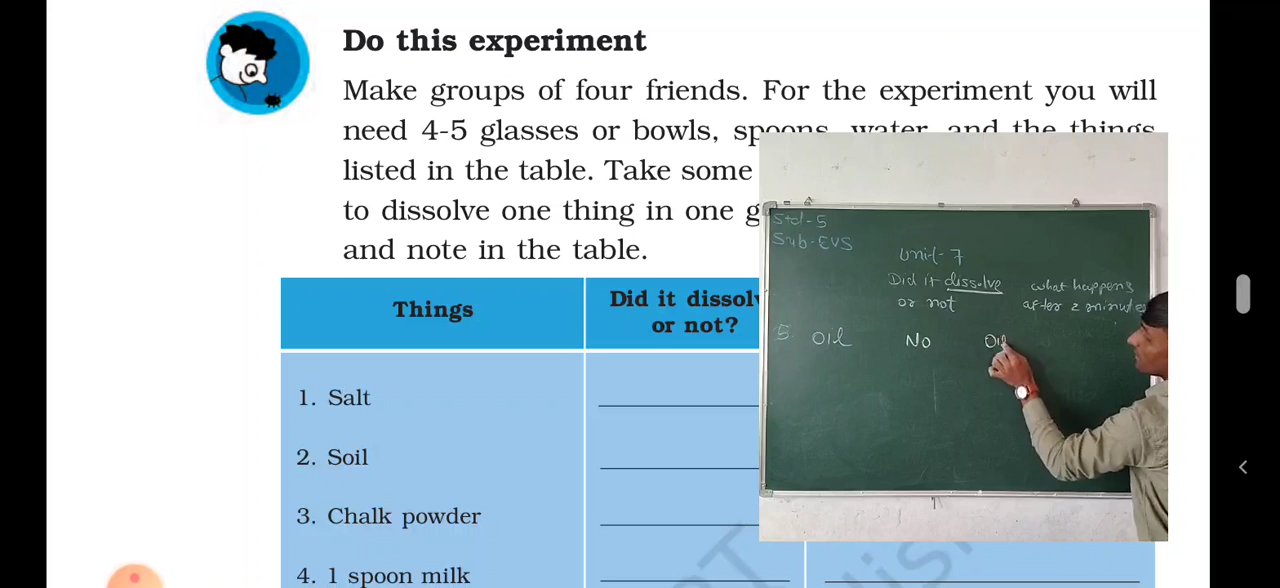 Do this experiment
Make groups of four friends. For the experiment you will
need 4-5 glasses or bowls, spoons, water, and the things
listed in the table. Take some
to dissolve one thing in one g
and note in the table.
Things
Did it dissolv
or not?
1. Salt
2. Soil
3. Chalk powder
4. 1 spoon milk
Std-5
Sub-EVS
Unit-7
Did it dissolve
or not
what happens
after 2 minutes
5. Oil No Oil